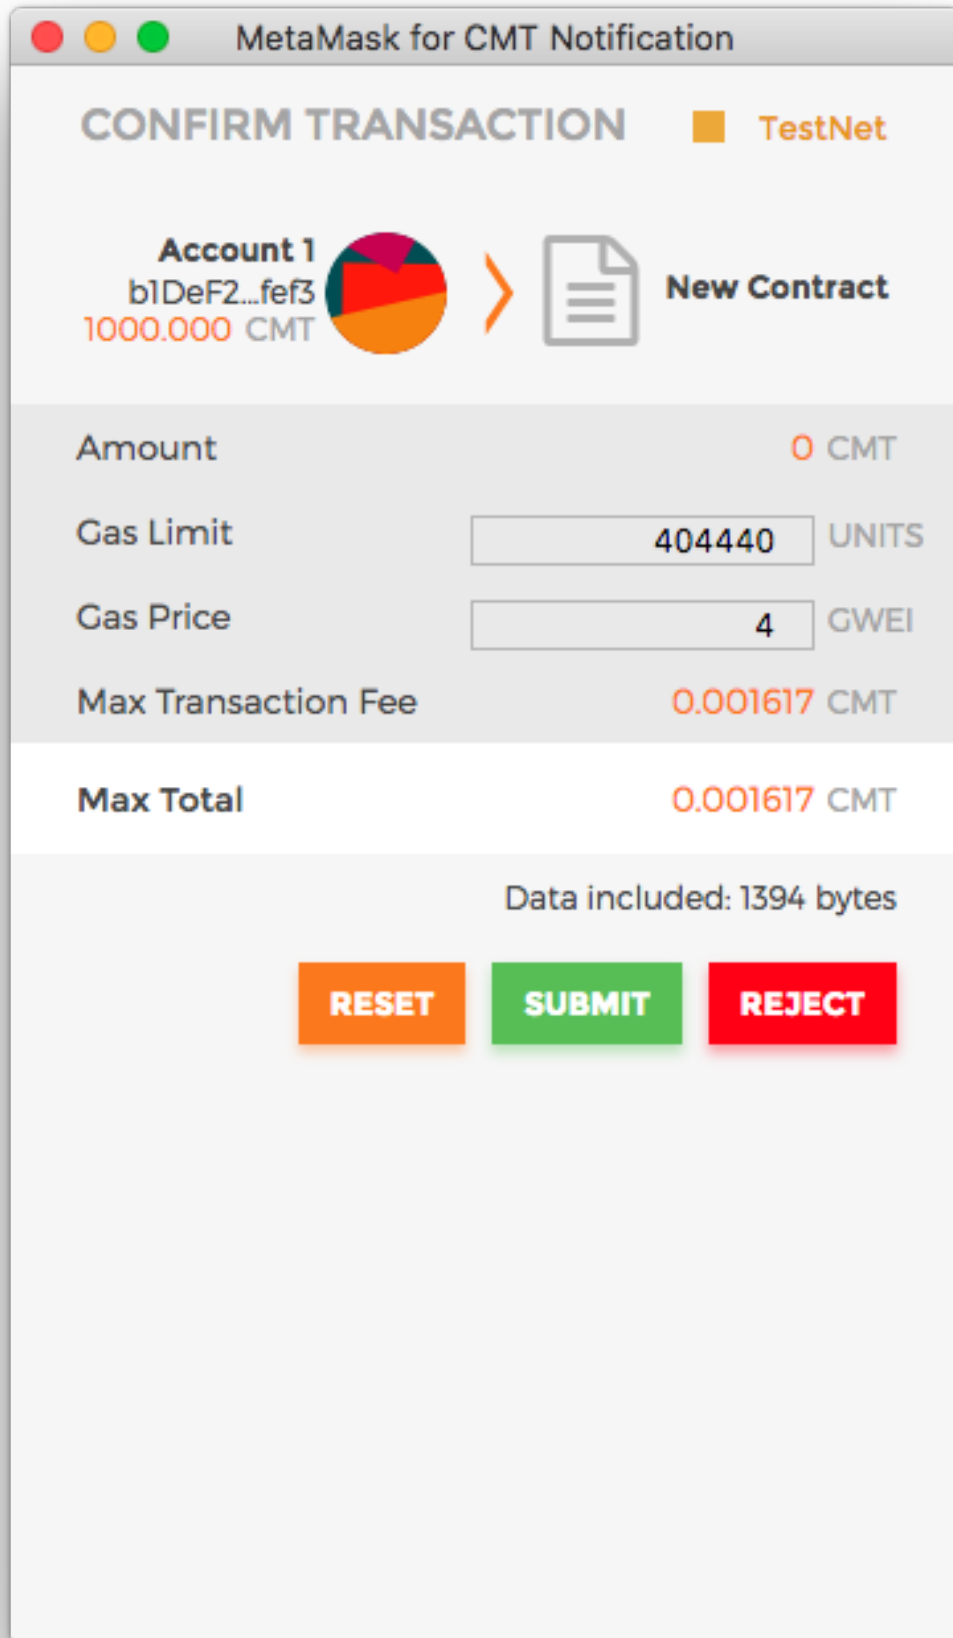 MetaMask for CMT Notification
CONFIRM TRANSACTION TestNet
Account 1
b1DeF2...fef3
1000.000 CMT
New Contract
Amount 0 CMT
Gas Limit 404440 UNITS
Gas Price 4 GWEI
Max Transaction Fee 0.001617 CMT
Max Total 0.001617 CMT
Data included: 1394 bytes
RESET SUBMIT REJECT